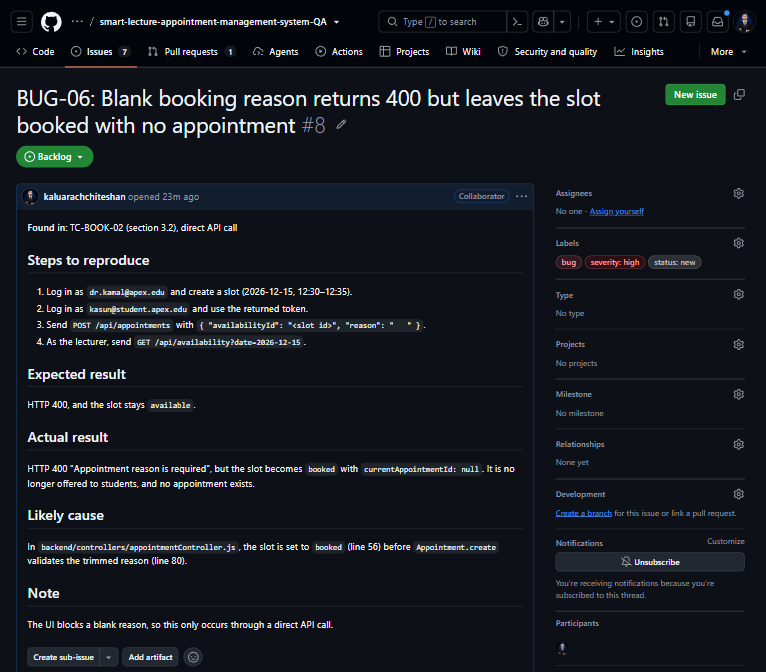 / smart-lecture-appointment-management-system-QA
Type / to search
Code Issues 7 Pull requests 1 Agents Actions Projects Wiki Security and quality Insights More
BUG-06: Blank booking reason returns 400 but leaves the slot
booked with no appointment #8
New issue
Backlog
kaluarachchiteshan opened 23m ago
Collaborator
Found in: TC-BOOK-02 (section 3.2), direct API call
Steps to reproduce
1. Log in as dr.kamal@apex.edu and create a slot (2026-12-15, 12:30–12:35).
2. Log in as kasun@student.apex.edu and use the returned token.
3. Send POST /api/appointments with { "availabilityId": "<slot id>", "reason": "   " }.
4. As the lecturer, send GET /api/availability?date=2026-12-15.
Expected result
HTTP 400, and the slot stays available.
Actual result
HTTP 400 "Appointment reason is required", but the slot becomes booked with currentAppointmentId: null. It is no
longer offered to students, and no appointment exists.
Likely cause
In backend/controllers/appointmentController.js, the slot is set to booked (line 56) before Appointment.create
validates the trimmed reason (line 80).
Note
The UI blocks a blank reason, so this only occurs through a direct API call.
Create sub-issue
Add artifact
Assignees
No one - Assign yourself
Labels
bug severity: high status: new
Type
No type
Projects
No projects
Milestone
No milestone
Relationships
None yet
Development
Create a branch for this issue or link a pull request.
Notifications Customize
Unsubscribe
You're receiving notifications because you're
subscribed to this thread.
Participants